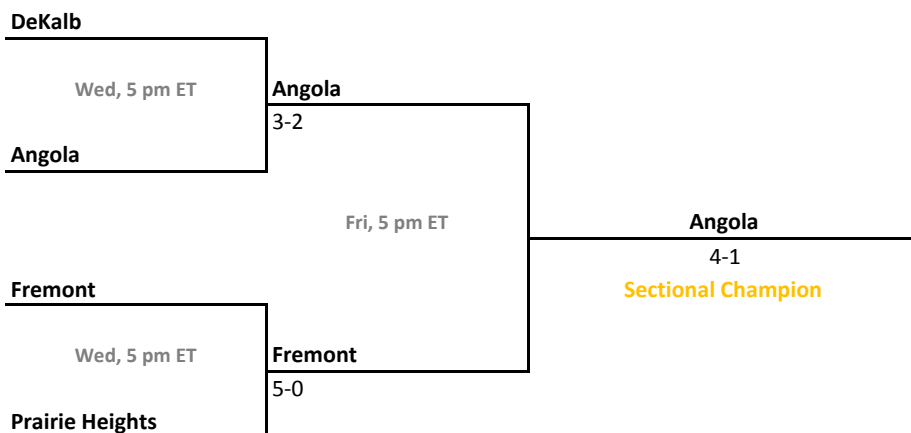 DeKalb
Wed, 5 pm ET
Angola
3-2
Angola
Fri, 5 pm ET
Angola
4-1
Sectional Champion
Fremont
Wed, 5 pm ET
Fremont
5-0
Prairie Heights